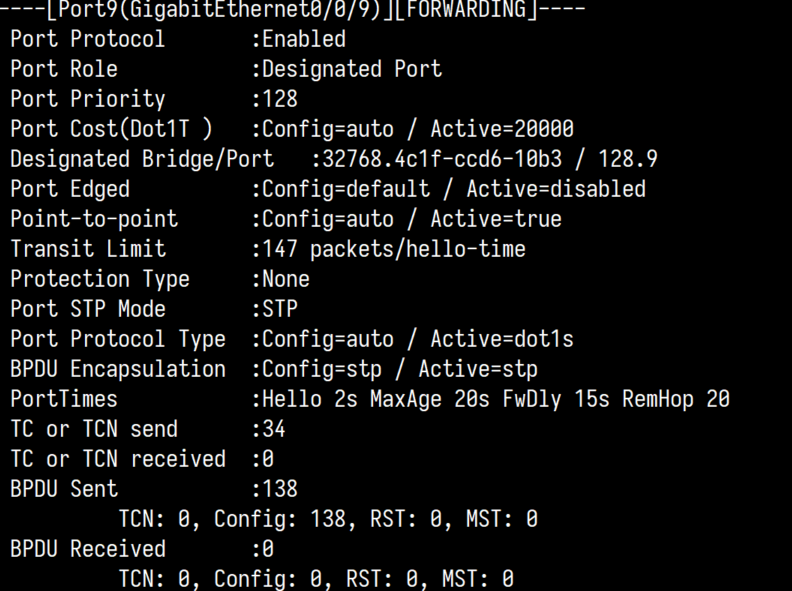 ----[Port9(GigabitEthernet0/0/9)][FORWARDING]----
Port Protocol :Enabled
Port Role :Designated Port
Port Priority :128
Port Cost(Dot1T ) :Config=auto / Active=20000
Designated Bridge/Port :32768.4c1f-ccd6-10b3 / 128.9
Port Edged :Config=default / Active=disabled
Point-to-point :Config=auto / Active=true
Transit Limit :147 packets/hello-time
Protection Type :None
Port STP Mode :STP
Port Protocol Type :Config=auto / Active=dot1s
BPDU Encapsulation :Config=stp / Active=stp
PortTimes :Hello 2s MaxAge 20s FwDly 15s RemHop 20
TC or TCN send :34
TC or TCN received :0
BPDU Sent :138
TCN: 0, Config: 138, RST: 0, MST: 0
BPDU Received :0
TCN: 0, Config: 0, RST: 0, MST: 0